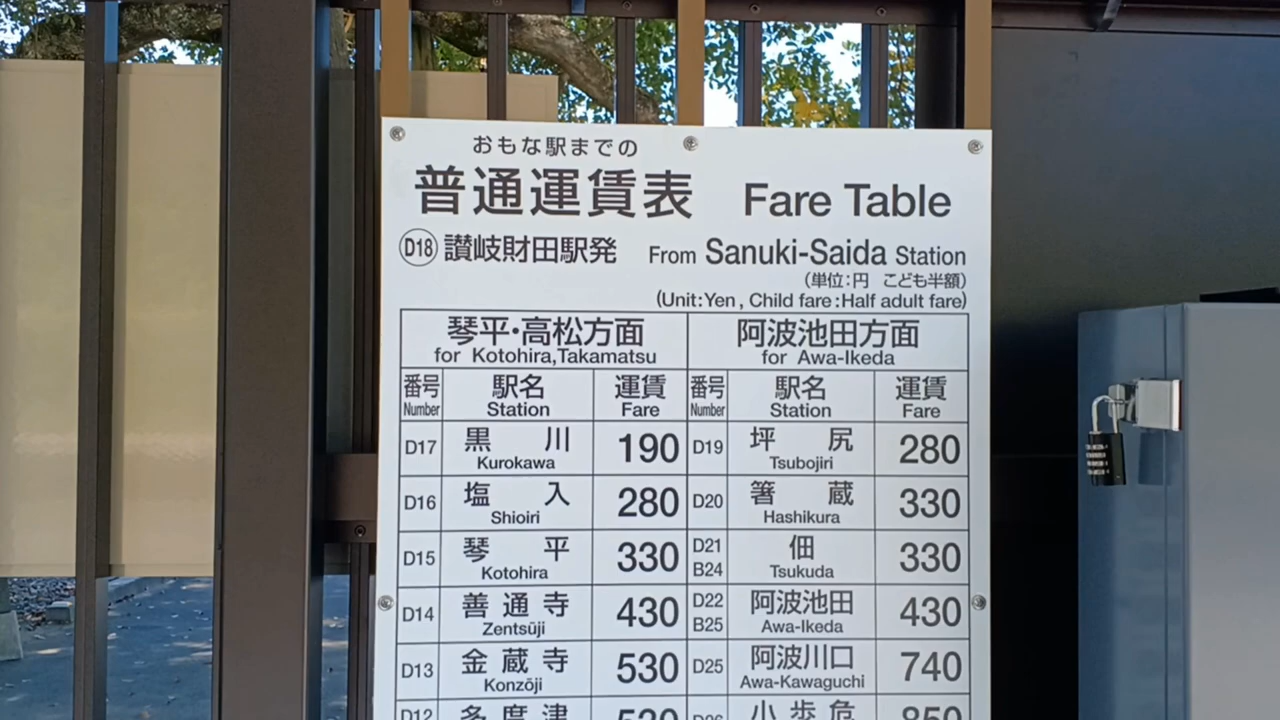 おもな駅までの
普通運賃表 Fare Table
D18 讃岐財田駅発 From Sanuki-Saida Station
(単位:円 こども半額)
(Unit:Yen, Child fare:Half adult fare)
琴平・高松方面 阿波池田方面
for Kotohira,Takamatsu for Awa-Ikeda
番号 駅名 運賃 番号 駅名 運賃
Number Station Fare Number Station Fare
D17 黒川 190 D19 坪尻 280
Kurokawa Tsubojiri
D16 塩入 280 D20 箸蔵 330
Shioiri Hashikura
D15 琴平 330 D21 B24 佃 330
Kotohira Tsukuda
D14 善通寺 430 D22 B25 阿波池田 430
Zentsūji Awa-Ikeda
D13 金蔵寺 530 D25 阿波川口 740
Konzōji Awa-Kawaguchi
D12 多度津 530 D26 小歩危 850